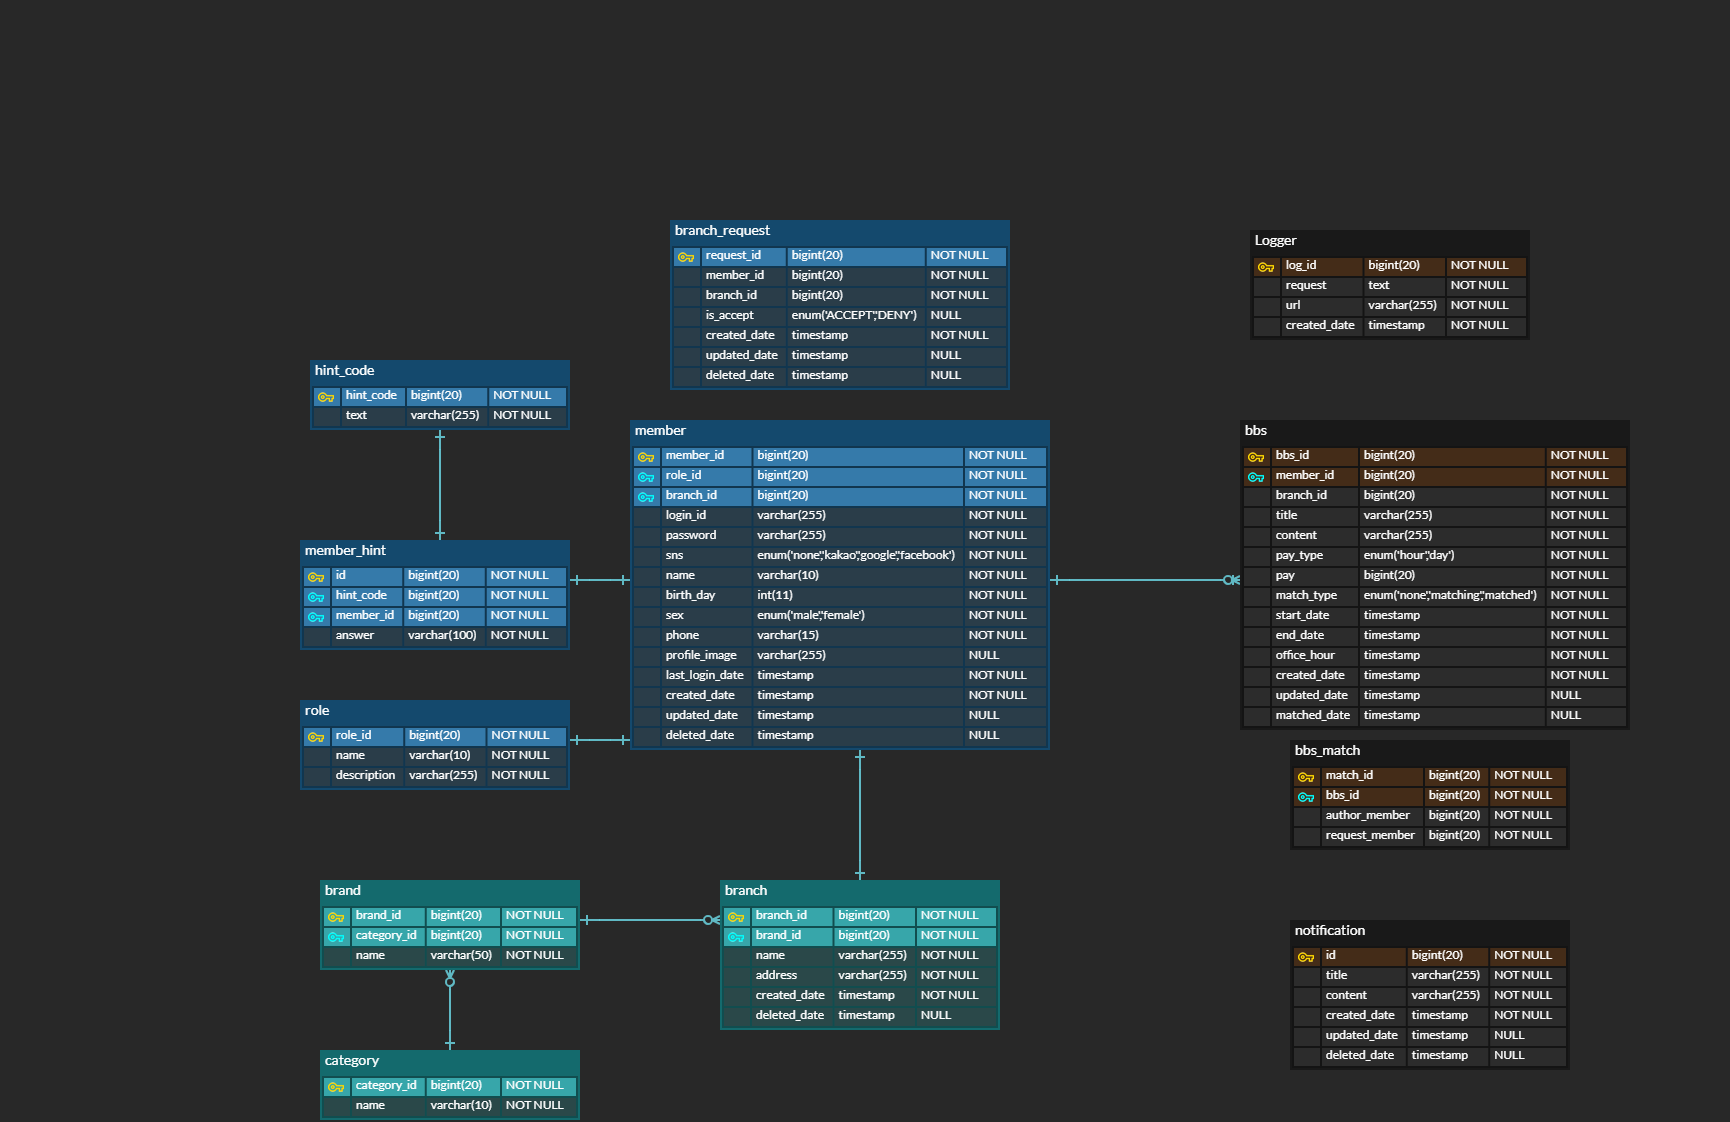 branch_request
request_id bigint(20) NOT NULL
member_id bigint(20) NOT NULL
branch_id bigint(20) NOT NULL
is_accept enum('ACCEPT','DENY') NULL
created_date timestamp NOT NULL
updated_date timestamp NULL
deleted_date timestamp NULL
Logger
log_id bigint(20) NOT NULL
request text NOT NULL
url varchar(255) NOT NULL
created_date timestamp NOT NULL
hint_code
hint_code bigint(20) NOT NULL
text varchar(255) NOT NULL
member
member_id bigint(20) NOT NULL
role_id bigint(20) NOT NULL
branch_id bigint(20) NOT NULL
login_id varchar(255) NOT NULL
password varchar(255) NOT NULL
sns enum('none','kakao','google','facebook') NOT NULL
name varchar(10) NOT NULL
birth_day int(11) NOT NULL
sex enum('male','female') NOT NULL
phone varchar(15) NOT NULL
profile_image varchar(255) NULL
last_login_date timestamp NOT NULL
created_date timestamp NOT NULL
updated_date timestamp NULL
deleted_date timestamp NULL
bbs
bbs_id bigint(20) NOT NULL
member_id bigint(20) NOT NULL
branch_id bigint(20) NOT NULL
title varchar(255) NOT NULL
content varchar(255) NOT NULL
pay_type enum('hour','day') NOT NULL
pay bigint(20) NOT NULL
match_type enum('none','matching','matched') NOT NULL
start_date timestamp NOT NULL
end_date timestamp NOT NULL
office_hour timestamp NOT NULL
created_date timestamp NOT NULL
updated_date timestamp NULL
matched_date timestamp NULL
member_hint
id bigint(20) NOT NULL
hint_code bigint(20) NOT NULL
member_id bigint(20) NOT NULL
answer varchar(100) NOT NULL
role
role_id bigint(20) NOT NULL
name varchar(10) NOT NULL
description varchar(255) NOT NULL
bbs_match
match_id bigint(20) NOT NULL
bbs_id bigint(20) NOT NULL
author_member bigint(20) NOT NULL
request_member bigint(20) NOT NULL
brand
brand_id bigint(20) NOT NULL
category_id bigint(20) NOT NULL
name varchar(50) NOT NULL
branch
branch_id bigint(20) NOT NULL
brand_id bigint(20) NOT NULL
name varchar(255) NOT NULL
address varchar(255) NOT NULL
created_date timestamp NOT NULL
deleted_date timestamp NULL
notification
id bigint(20) NOT NULL
title varchar(255) NOT NULL
content varchar(255) NOT NULL
created_date timestamp NOT NULL
updated_date timestamp NULL
deleted_date timestamp NULL
category
category_id bigint(20) NOT NULL
name varchar(10) NOT NULL